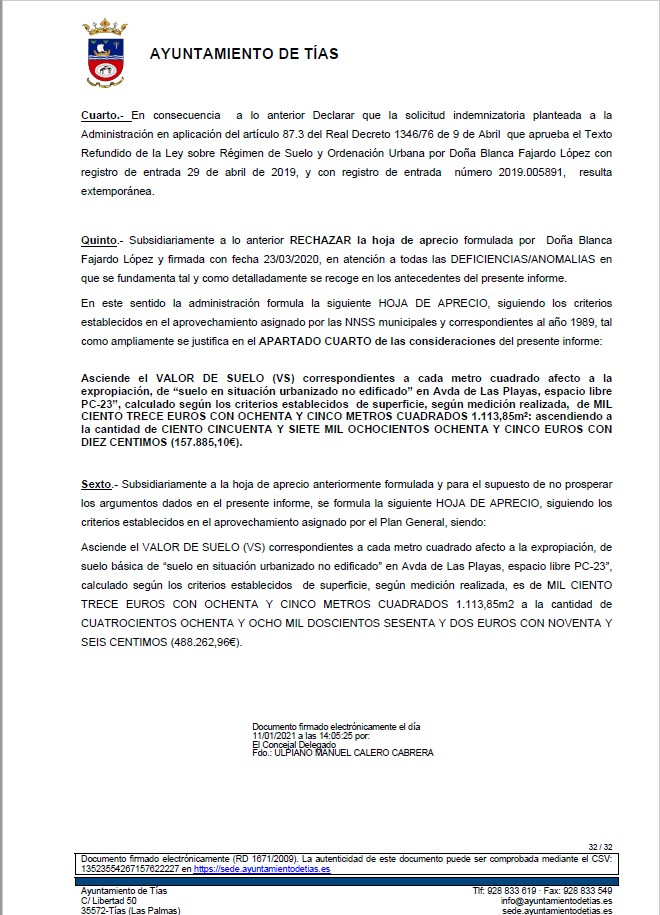 AYUNTAMIENTO DE TÍAS
Cuarto.- En consecuencia a lo anterior Declarar que la solicitud indemnizatoria planteada a la
Administración en aplicación del artículo 87.3 del Real Decreto 1346/76 de 9 de Abril que aprueba el Texto
Refundido de la Ley sobre Régimen de Suelo y Ordenación Urbana por Doña Blanca Fajardo López con
registro de entrada 29 de abril de 2019, y con registro de entrada número 2019.005891, resulta
extemporánea.
Quinto.- Subsidiariamente a lo anterior RECHAZAR la hoja de aprecio formulada por Doña Blanca
Fajardo López y firmada con fecha 23/03/2020, en atención a todas las DEFICIENCIAS/ANOMALIAS en
que se fundamenta tal y como detalladamente se recoge en los antecedentes del presente informe.
En este sentido la administración formula la siguiente HOJA DE APRECIO, siguiendo los criterios
establecidos en el aprovechamiento asignado por las NNSS municipales y correspondientes al año 1989, tal
como ampliamente se justifica en el APARTADO CUARTO de las consideraciones del presente informe:
Asciende el VALOR DE SUELO (VS) correspondientes a cada metro cuadrado afecto a la
expropiación, de “suelo en situación urbanizado no edificado” en Avda de Las Playas, espacio libre
PC-23”, calculado según los criterios establecidos de superficie, según medición realizada, de MIL
CIENTO TRECE EUROS CON OCHENTA Y CINCO METROS CUADRADOS 1.113,85m²: ascendiendo a
la cantidad de CIENTO CINCUENTA Y SIETE MIL OCHOCIENTOS OCHENTA Y CINCO EUROS CON
DIEZ CENTIMOS (157.885,10€).
Sexto.- Subsidiariamente a la hoja de aprecio anteriormente formulada y para el supuesto de no prosperar
los argumentos dados en el presente informe, se formula la siguiente HOJA DE APRECIO, siguiendo los
criterios establecidos en el aprovechamiento asignado por el Plan General, siendo:
Asciende el VALOR DE SUELO (VS) correspondientes a cada metro cuadrado afecto a la expropiación, de
suelo básica de “suelo en situación urbanizado no edificado” en Avda de Las Playas, espacio libre PC-23”,
calculado según los criterios establecidos de superficie, según medición realizada, es de MIL CIENTO
TRECE EUROS CON OCHENTA Y CINCO METROS CUADRADOS 1.113,85m2 a la cantidad de
CUATROCIENTOS OCHENTA Y OCHO MIL DOSCIENTOS SESENTA Y DOS EUROS CON NOVENTA Y
SEIS CENTIMOS (488.262,96€).
Documento firmado electrónicamente el día
11/01/2021 a las 14:05:25 por:
El Concejal Delegado
Fdo.: ULPIANO MANUEL CALERO CABRERA
32 / 32
Documento firmado electrónicamente (RD 1671/2009). La autenticidad de este documento puede ser comprobada mediante el CSV:
13523554267157622227 en https://sede.ayuntamientodetias.es
Ayuntamiento de Tías Tlf: 928 833 619 · Fax: 928 833 549
C/ Libertad 50 info@ayuntamientodetias.es
35572-Tías (Las Palmas) sede.ayuntamientodetias.es